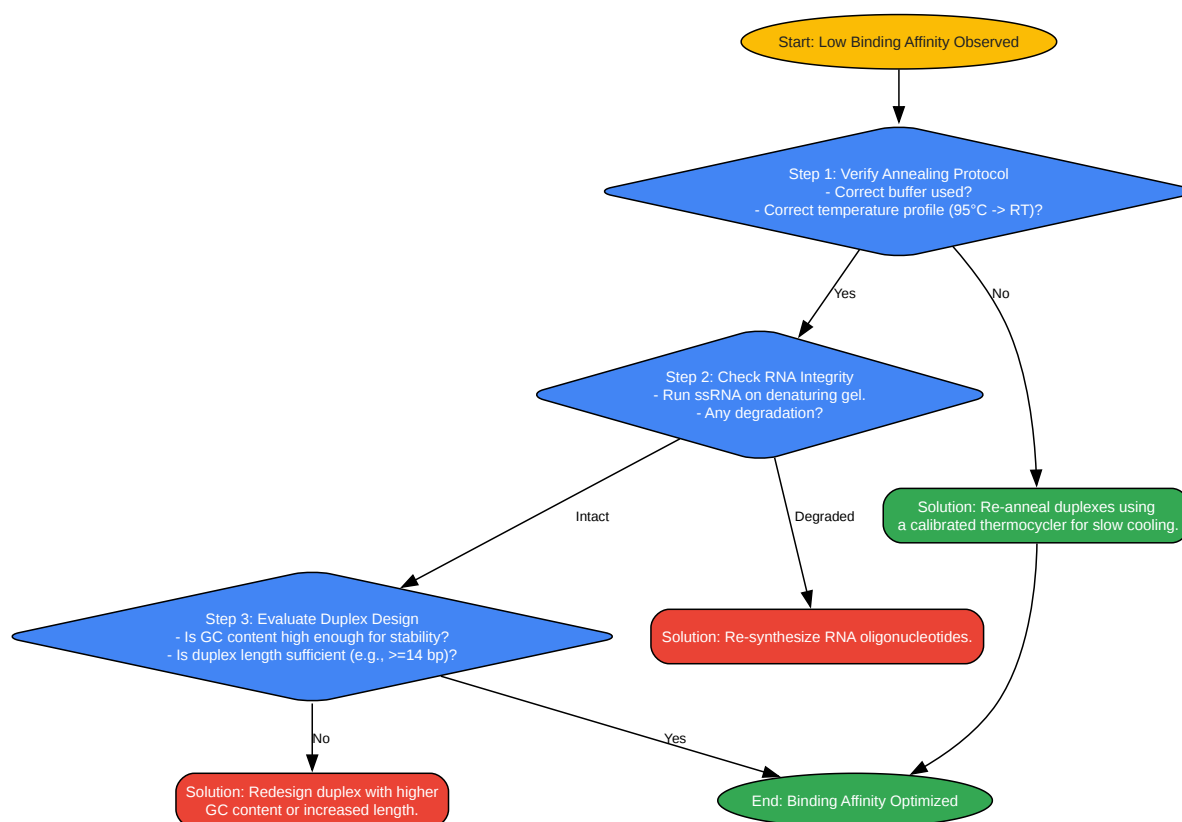 Start: Low Binding Affinity Observed
Step 1: Verify Annealing Protocol
- Correct buffer used?
- Correct temperature profile (95°C -> RT)?
Yes
No
Step 2: Check RNA Integrity
- Run ssRNA on denaturing gel.
- Any degradation?
Solution: Re-anneal duplexes using
a calibrated thermocycler for slow cooling.
Intact
Degraded
Step 3: Evaluate Duplex Design
- Is GC content high enough for stability?
- Is duplex length sufficient (e.g., >=14 bp)?
Solution: Re-synthesize RNA oligonucleotides.
No
Yes
Solution: Redesign duplex with higher
GC content or increased length.
End: Binding Affinity Optimized